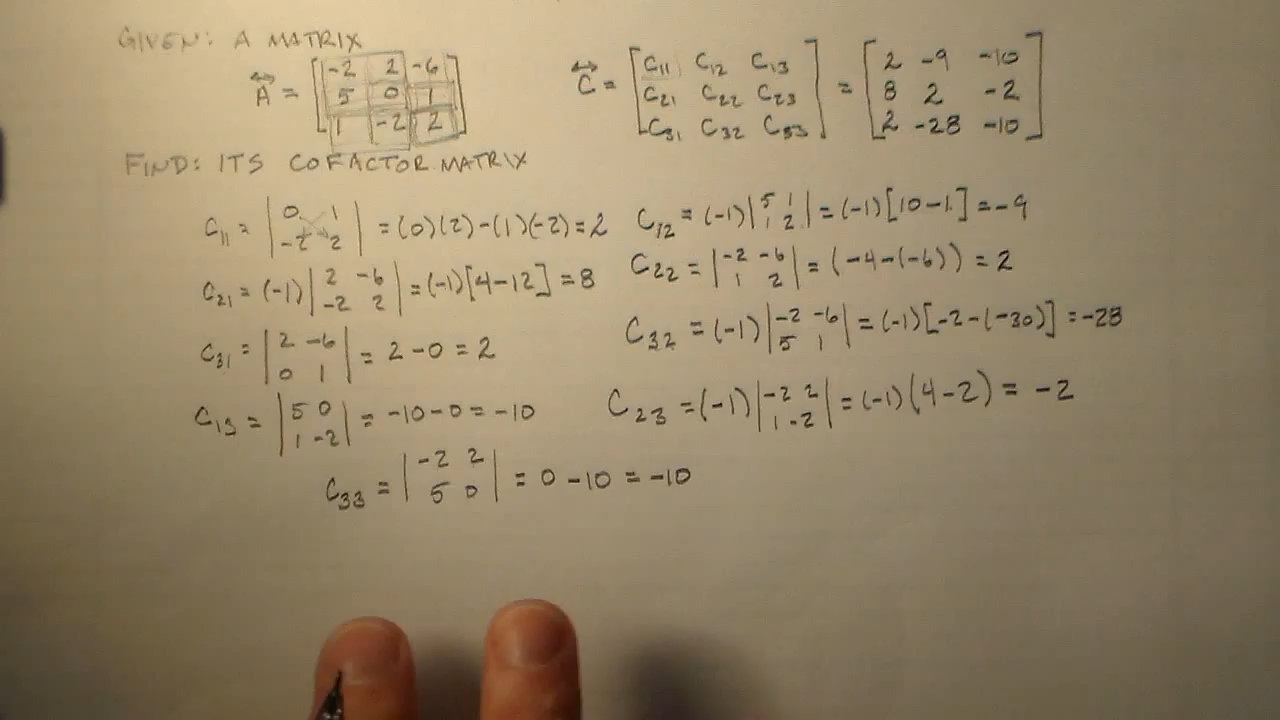 GIVEN: A MATRIX
A = [-2 2 -6
5 0 1
1 -2 2]
C = [C11 C12 C13
C21 C22 C23
C31 C32 C33]
= [2 -9 -10
8 2 -2
2 -28 -10]
FIND: ITS COFACTOR MATRIX
C11 = |0 1
-2 2| = (0)(2)-(1)(-2)=2
C12 = (-1)|5 1
1 2| = (-1)[10-1]=-9
C21 = (-1)|2 -6
-2 2| = (-1)[4-12]=8
C22 = |-2 -6
1 2| = (-4-(-6)) = 2
C31 = |2 -6
0 1| = 2-0=2
C32 = (-1)|-2 -6
5 1| = (-1)[-2-(-30)]=-28
C13 = |5 0
1 -2| = -10-0=-10
C23 = (-1)|-2 2
1 -2| = (-1)(4-2) = -2
C33 = |-2 2
5 0| = 0-10=-10